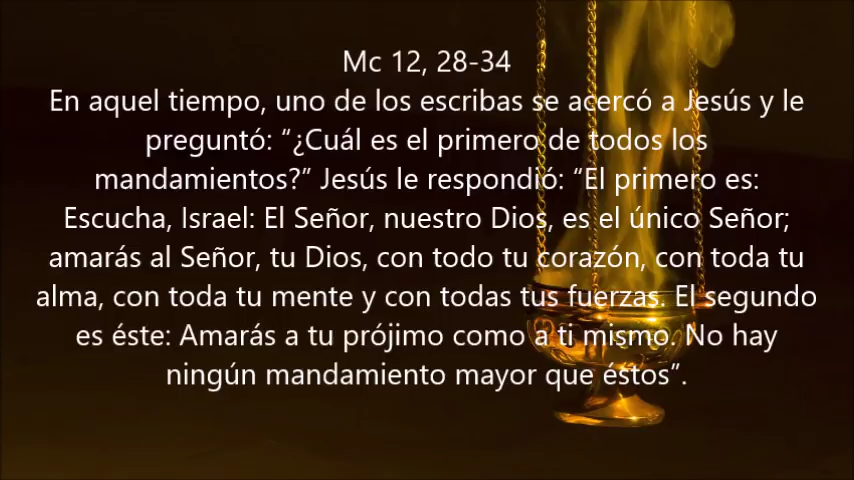 Mc 12, 28-34
En aquel tiempo, uno de los escribas se acercó a Jesús y le
preguntó: “¿Cuál es el primero de todos los
mandamientos?” Jesús le respondió: “El primero es:
Escucha, Israel: El Señor, nuestro Dios, es el único Señor;
amarás al Señor, tu Dios, con todo tu corazón, con toda tu
alma, con toda tu mente y con todas tus fuerzas. El segundo
es éste: Amarás a tu prójimo como a ti mismo. No hay
ningún mandamiento mayor que éstos”.